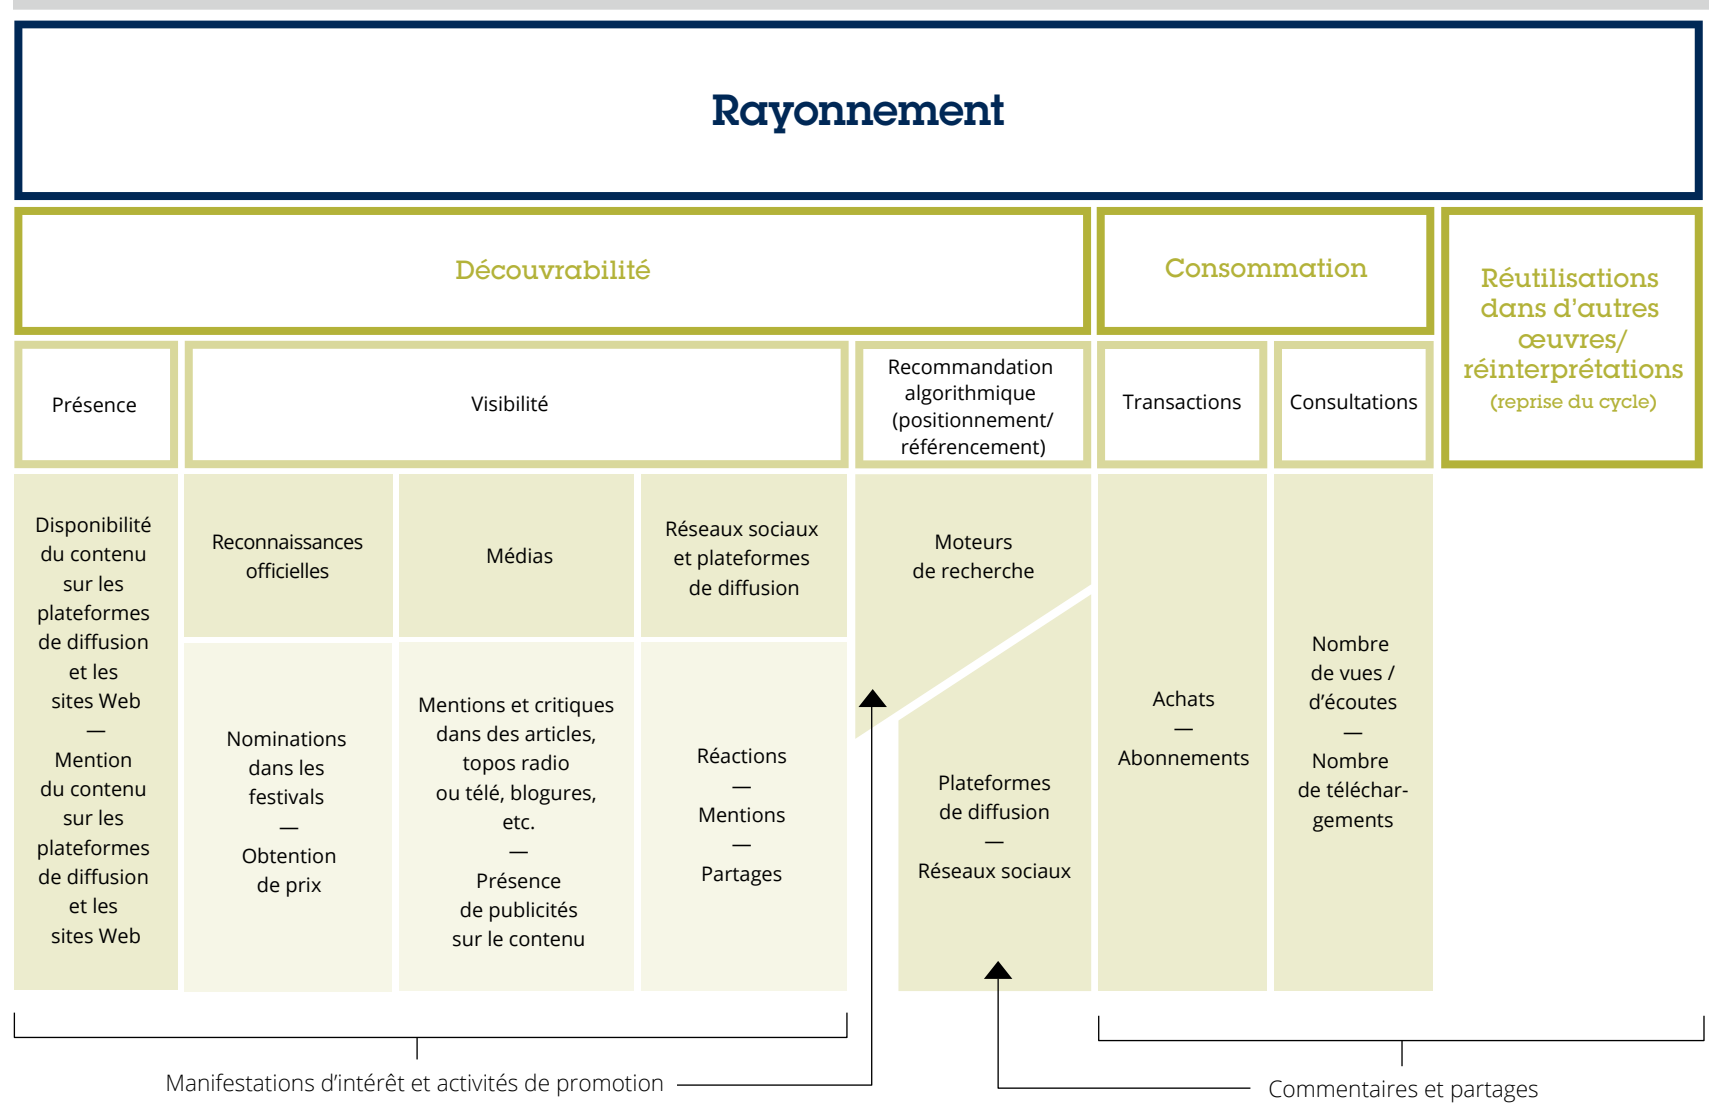 Rayonnement
Découvrabilité
Consommation
Réutilisations
dans d'autres
œuvres/
réinterprétations
(reprise du cycle)
Présence
Visibilité
Recommandation
algorithmique
(positionnement/
référencement)
Transactions
Consultations
Disponibilité
du contenu
sur les
plateformes
de diffusion
et les
sites Web
—
Mention
du contenu
sur les
plateformes
de diffusion
et les
sites Web
Reconnaissances
officielles
Nominations
dans les
festivals
—
Obtention
de prix
Médias
Mentions et critiques
dans des articles,
topos radio
ou télé, blogures,
etc.
—
Présence
de publicités
sur le contenu
Réseaux sociaux
et plateformes
de diffusion
Réactions
—
Mentions
—
Partages
Moteurs
de recherche
Plateformes
de diffusion
—
Réseaux sociaux
Achats
—
Abonnements
Nombre
de vues /
d'écoutes
—
Nombre
de téléchar-
gements
Manifestations d'intérêt et activités de promotion
Commentaires et partages